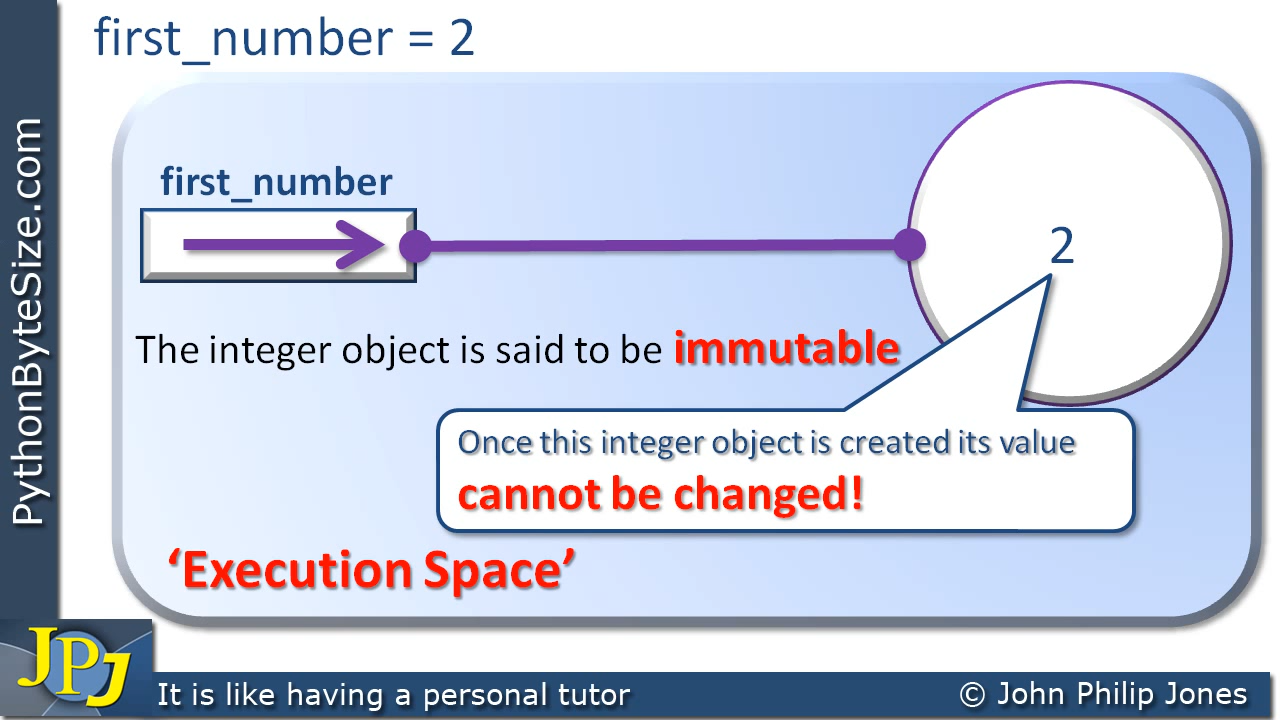 first_number = 2
PythonByteSize.com
first_number
2
The integer object is said to be immutable
Once this integer object is created its value
cannot be changed!
‘Execution Space’
JPJ
It is like having a personal tutor
© John Philip Jones